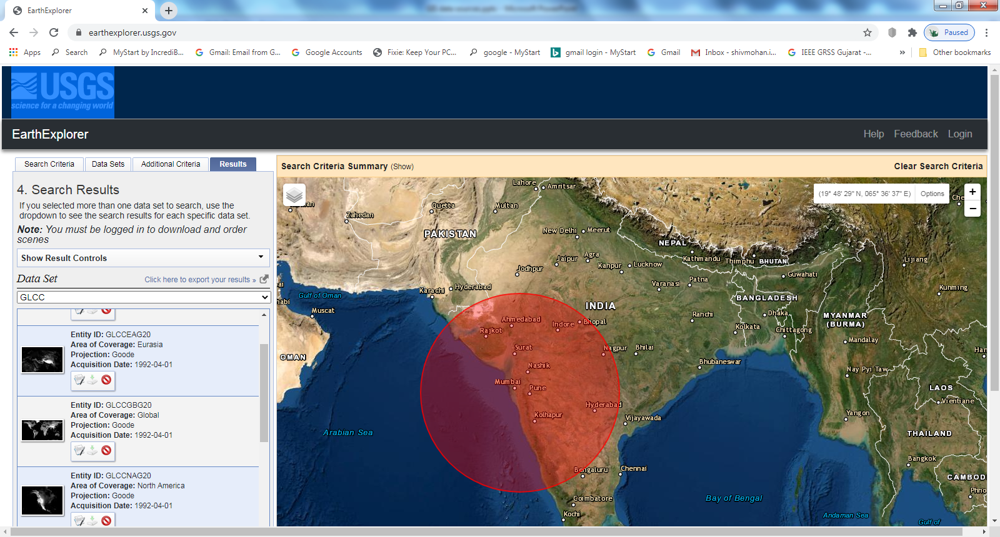 EarthExplorer
earthexplorer.usgs.gov
Paused
Apps
Search
MyStart by IncrediB...
Gmail: Email from G...
Google Accounts
Fixie: Keep Your PC...
google - MyStart
gmail login - MyStart
Gmail
Inbox - shivmohan.i...
IEEE GRSS Gujarat -...
»
Other bookmarks
USGS
science for a changing world
EarthExplorer
Help
Feedback
Login
Search Criteria
Data Sets
Additional Criteria
Results
4. Search Results
If you selected more than one data set to search, use the
dropdown to see the search results for each specific data set.
Note: You must be logged in to download and order
scenes
Show Result Controls
Data Set
Click here to export your results »
GLCC
Entity ID: GLCCEAG20
Area of Coverage: Eurasia
Projection: Goode
Acquisition Date: 1992-04-01
Entity ID: GLCCGBG20
Area of Coverage: Global
Projection: Goode
Acquisition Date: 1992-04-01
Entity ID: GLCCNAG20
Area of Coverage: North America
Projection: Goode
Acquisition Date: 1992-04-01
Search Criteria Summary (Show)
Clear Search Criteria
(19° 48' 29" N, 065° 36' 37" E)
Options
+
−
Lahore
Amritsar
Quetta
Multan
Zahedan
PAKISTAN
New Delhi
Meerut
NEPAL
Jaipur
Agra
Kathmandu
Thimphu
BHUTAN
Lijiang
Jodhpur
Kanpur
Lucknow
Guwahati
Varanasi
Patna
Karachi
Hyderabad
Kunming
Gulf of Oman
BANGLADESH
Muscat
INDIA
Ranchi
Dhaka
MYANMAR
(BURMA)
Ahmedabad
Indore
Bhopal
Kolkata
Chittagong
Rajkot
Mandalay
Surat
Nagpur
Bhilai
OMAN
Nashik
Bhubaneswar
Nay Pyi Taw
Mumbai
Pune
LAOS
Hyderabad
Vientiane
Kolhapur
Vijayawada
Yangon
Arabian Sea
THAILAND
Bangkok
Bengaluru
Chennai
CAMBOD
Phno
Coimbatore
Bay of Bengal
Kochi
Andaman Sea
Gulf of